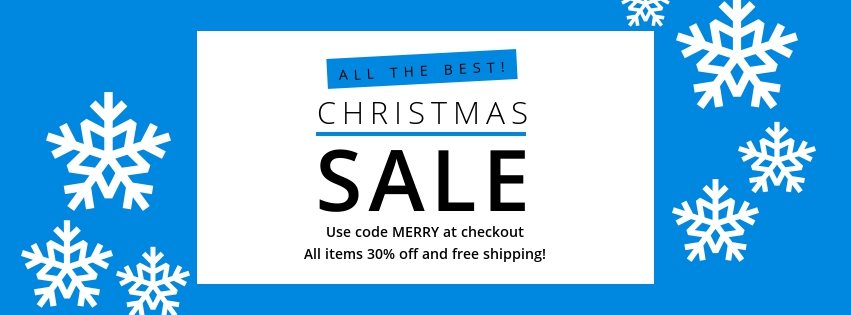 ALL THE BEST!
CHRISTMAS
SALE
Use code MERRY at checkout
All items 30% off and free shipping!